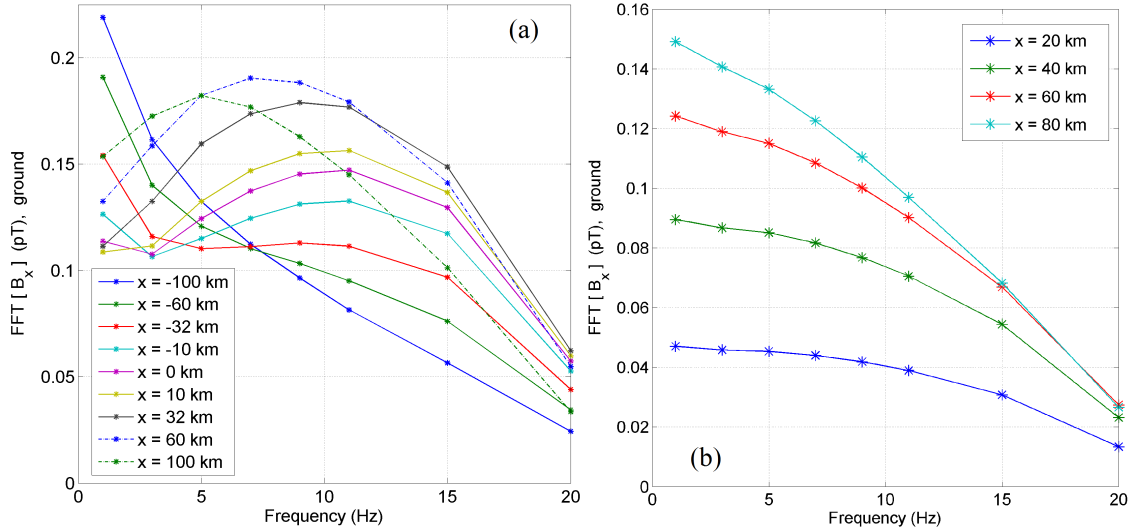 (a)
FFT [ B_x ] (pT), ground
0.2
0.15
0.1
0.05
0
x = -100 km
x = -60 km
x = -32 km
x = -10 km
x = 0 km
x = 10 km
x = 32 km
x = 60 km
x = 100 km
0 5 10 15 20
Frequency (Hz)
(b)
FFT [ B_x ] (pT), ground
0.16
0.14
0.12
0.1
0.08
0.06
0.04
0.02
0
x = 20 km
x = 40 km
x = 60 km
x = 80 km
0 5 10 15 20
Frequency (Hz)